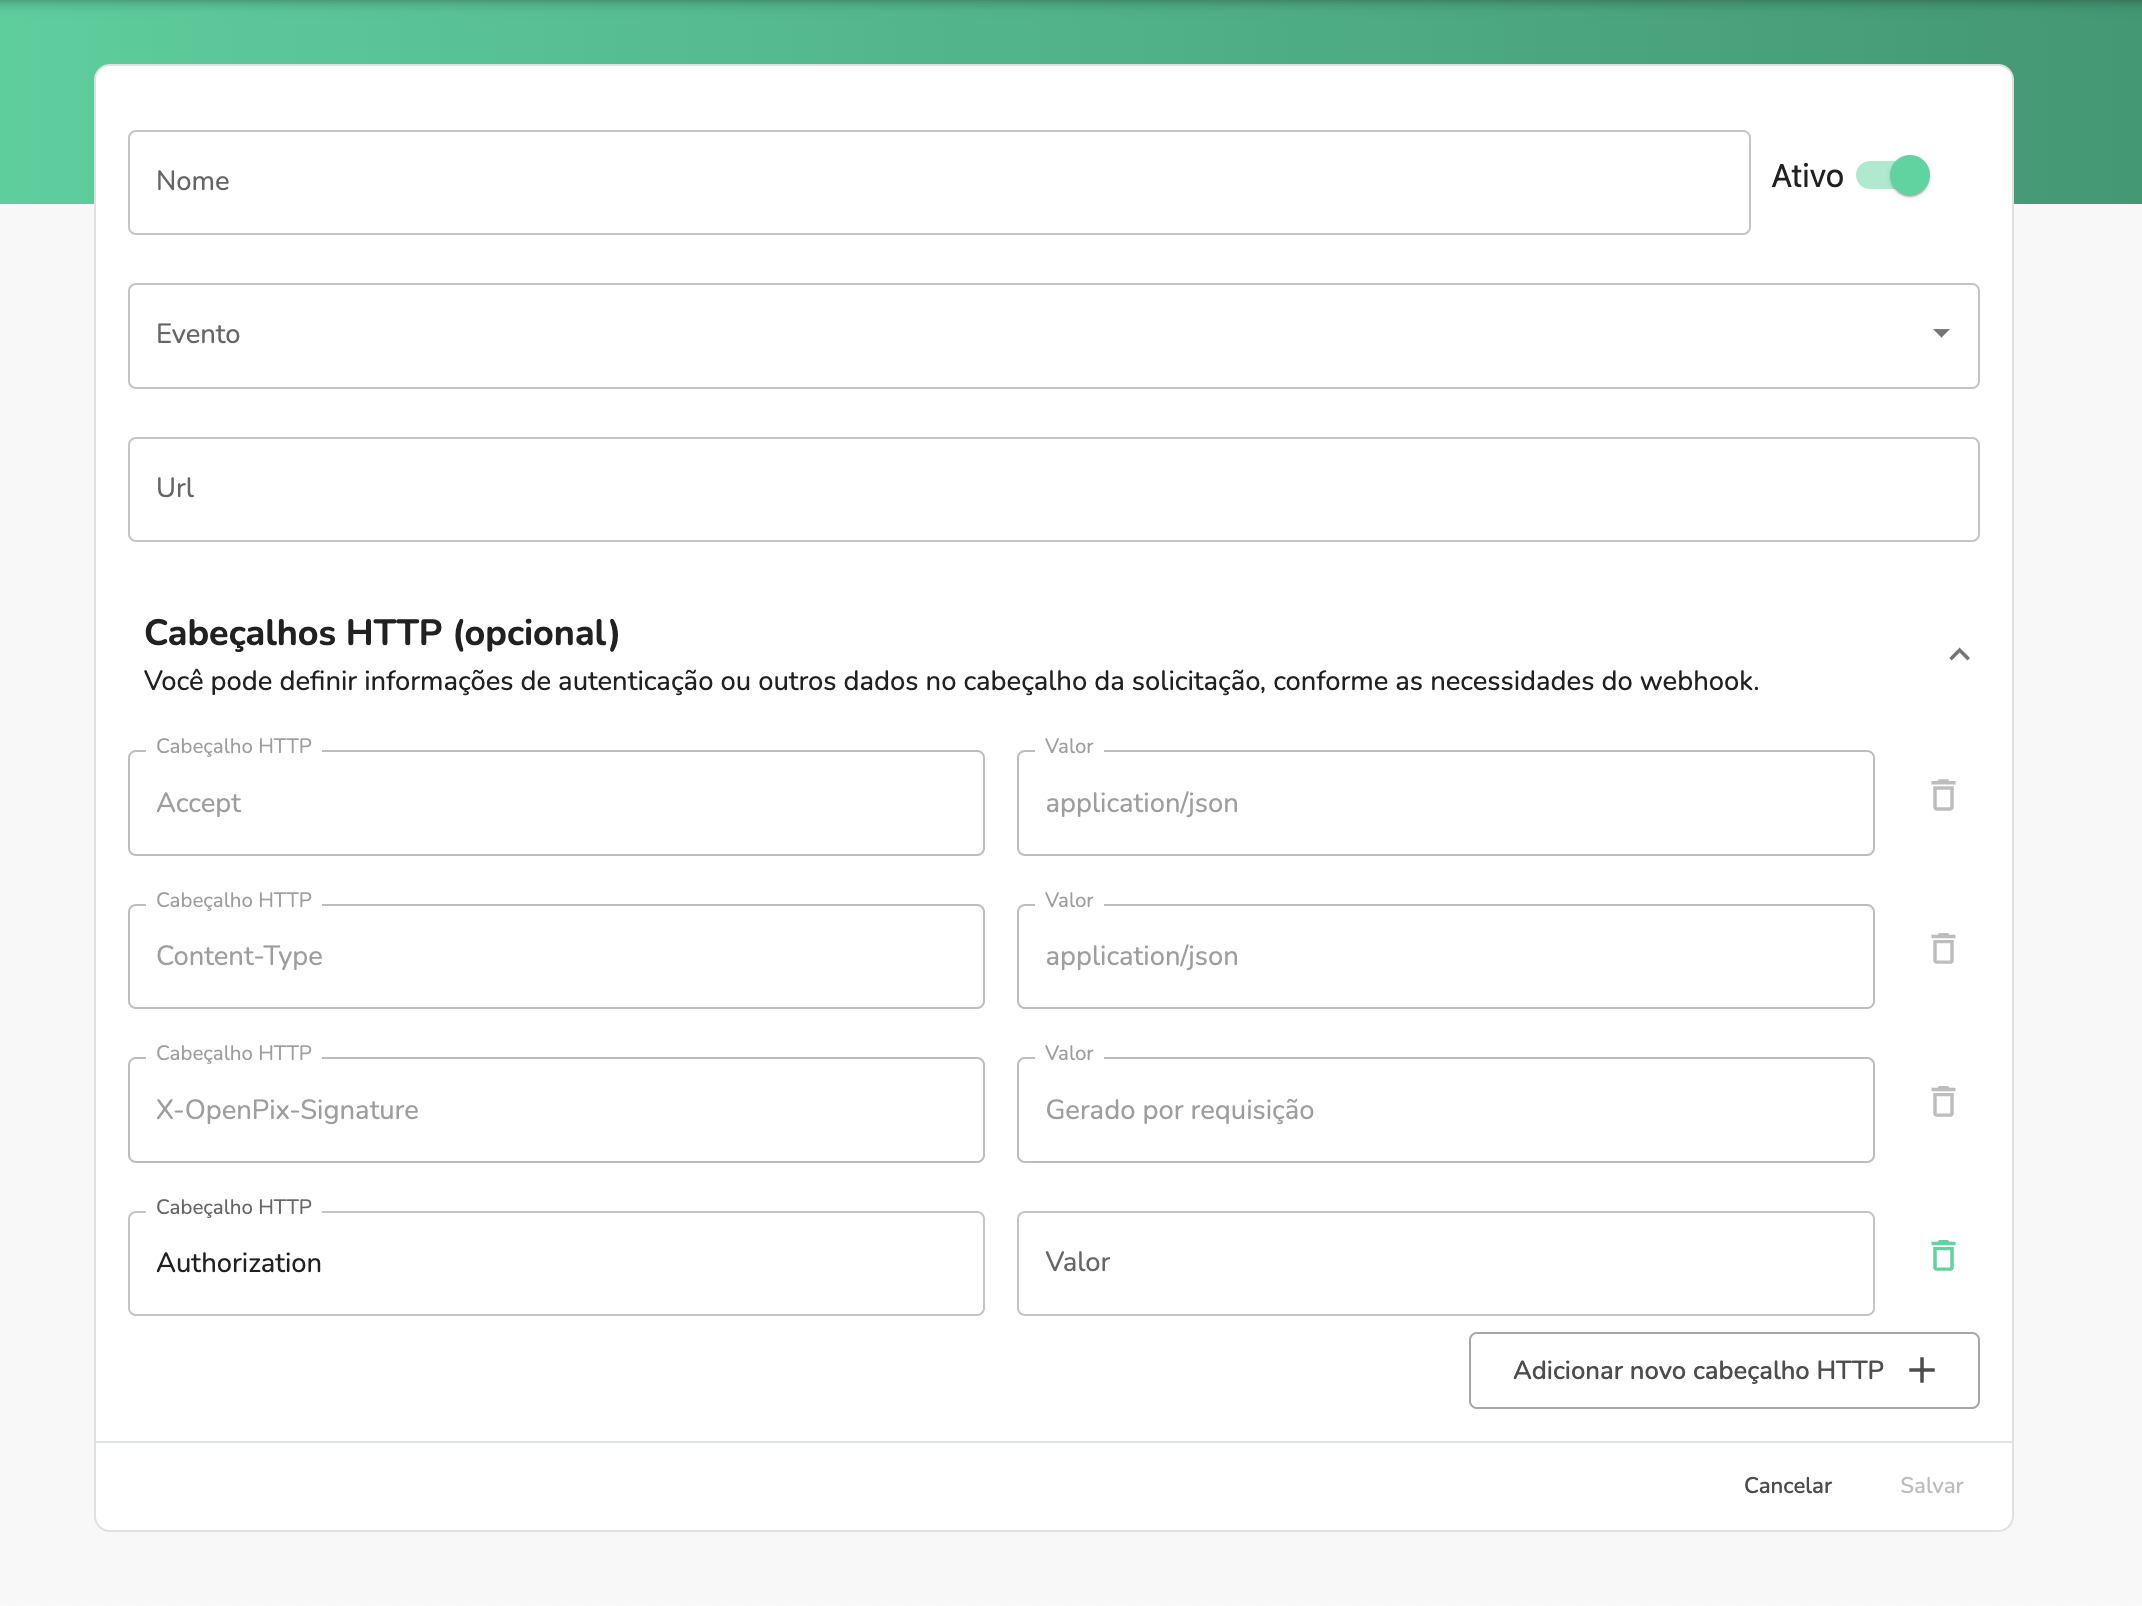 Nome
Ativo
Evento
Url
Cabeçalhos HTTP (opcional)
Você pode definir informações de autenticação ou outros dados no cabeçalho da solicitação, conforme as necessidades do webhook.
Cabeçalho HTTP
Accept
Valor
application/json
Cabeçalho HTTP
Content-Type
Valor
application/json
Cabeçalho HTTP
X-OpenPix-Signature
Valor
Gerado por requisição
Cabeçalho HTTP
Authorization
Valor
Adicionar novo cabeçalho HTTP
Cancelar
Salvar